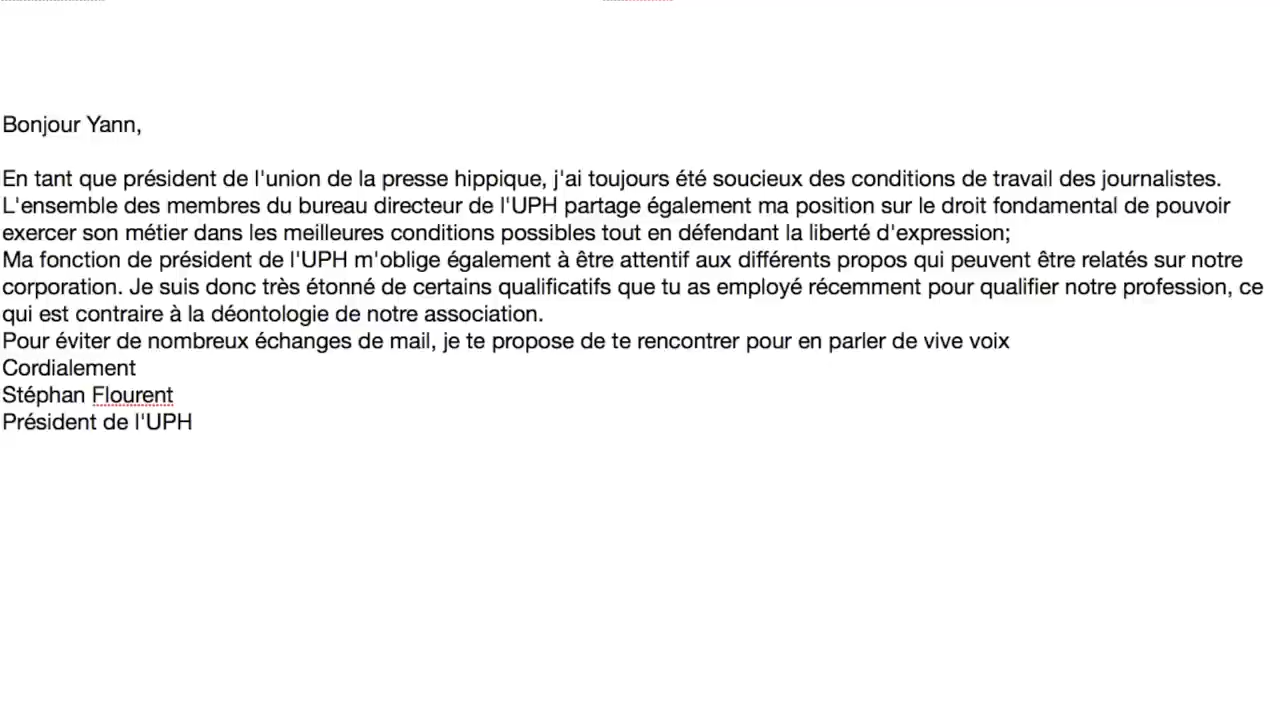 Bonjour Yann,
En tant que président de l'union de la presse hippique, j'ai toujours été soucieux des conditions de travail des journalistes.
L'ensemble des membres du bureau directeur de l'UPH partage également ma position sur le droit fondamental de pouvoir
exercer son métier dans les meilleures conditions possibles tout en défendant la liberté d'expression;
Ma fonction de président de l'UPH m'oblige également à être attentif aux différents propos qui peuvent être relatés sur notre
corporation. Je suis donc très étonné de certains qualificatifs que tu as employé récemment pour qualifier notre profession, ce
qui est contraire à la déontologie de notre association.
Pour éviter de nombreux échanges de mail, je te propose de te rencontrer pour en parler de vive voix
Cordialement
Stéphan Flourent
Président de l'UPH